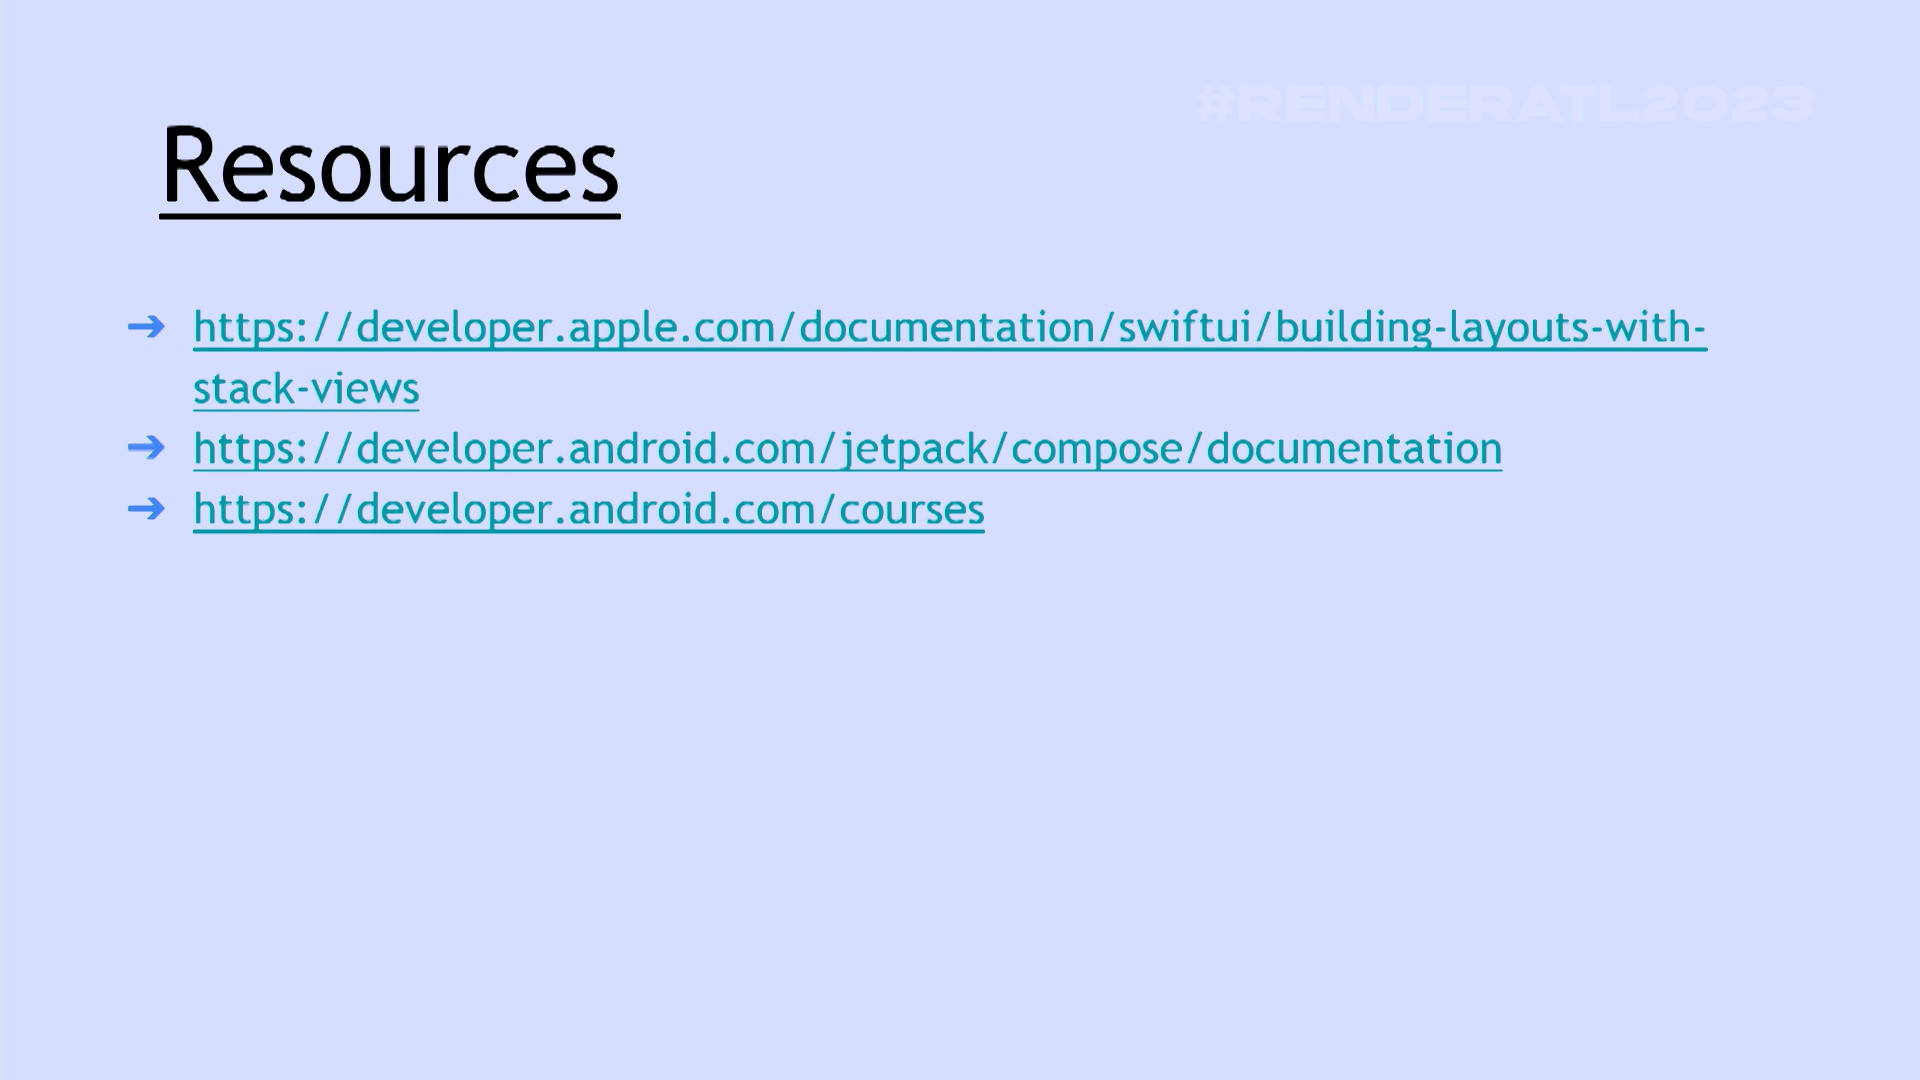 #RENDERATL2023
Resources
➔ https://developer.apple.com/documentation/swiftui/building-layouts-with-
stack-views
➔ https://developer.android.com/jetpack/compose/documentation
➔ https://developer.android.com/courses